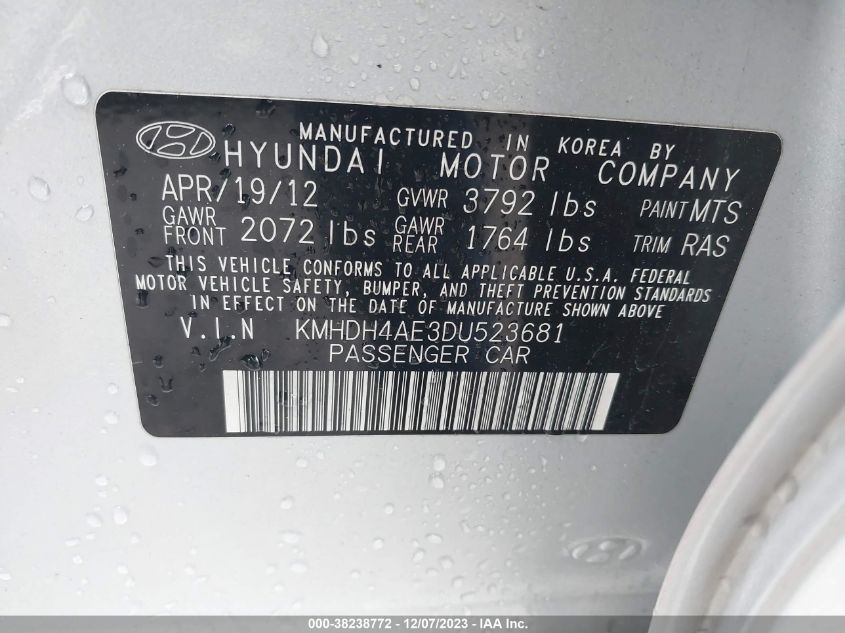 MANUFACTURED IN KOREA BY
HYUNDAI MOTOR COMPANY
APR/19/12 GVWR 3792 lbs PAINT MTS
GAWR FRONT 2072 lbs GAWR REAR 1764 lbs TRIM RAS
THIS VEHICLE CONFORMS TO ALL APPLICABLE U.S.A. FEDERAL
MOTOR VEHICLE SAFETY, BUMPER, AND THEFT PREVENTION STANDARDS
IN EFFECT ON THE DATE OF MANUFACTURE SHOWN ABOVE
V.I.N KMHDH4AE3DU523681
PASSENGER CAR
000-38238772 - 12/07/2023 - IAA Inc.